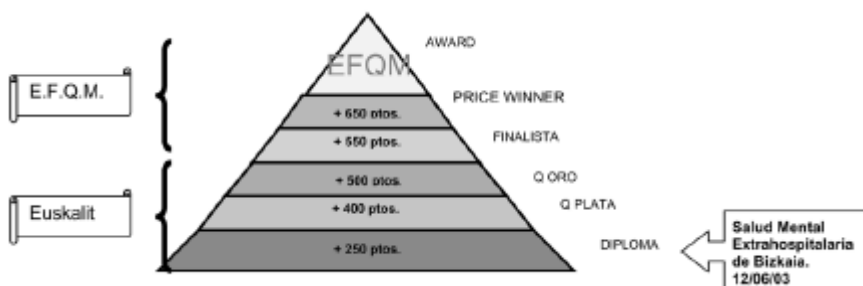 AWARD
EFQM
E.F.Q.M.
PRICE WINNER
+ 650 ptos.
+ 550 ptos.
FINALISTA
+ 500 ptos.
Q ORO
Euskalit
+ 400 ptos.
Q PLATA
+ 250 ptos.
DIPLOMA
Salud Mental
Extrahospitalaria
de Bizkaia.
12/06/03